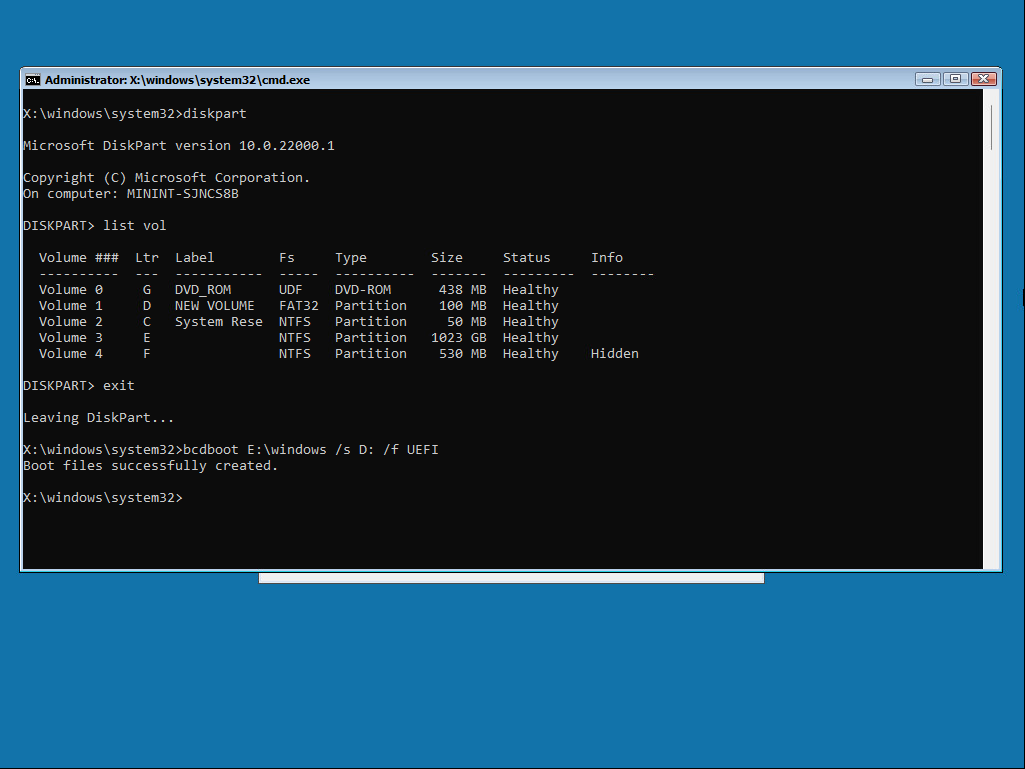 Administrator: X:\windows\system32\cmd.exe
X:\windows\system32>diskpart
Microsoft DiskPart version 10.0.22000.1
Copyright (C) Microsoft Corporation.
On computer: MININT-SJNCS8B
DISKPART> list vol
Volume ### Ltr Label Fs Type Size Status Info
---------- --- ----------- ----- ---------- ------- --------- --------
Volume 0 G DVD_ROM UDF DVD-ROM 438 MB Healthy
Volume 1 D NEW VOLUME FAT32 Partition 100 MB Healthy
Volume 2 C System Rese NTFS Partition 50 MB Healthy
Volume 3 E NTFS Partition 1023 GB Healthy
Volume 4 F NTFS Partition 530 MB Healthy Hidden
DISKPART> exit
Leaving DiskPart...
X:\windows\system32>bcdboot E:\windows /s D: /f UEFI
Boot files successfully created.
X:\windows\system32>